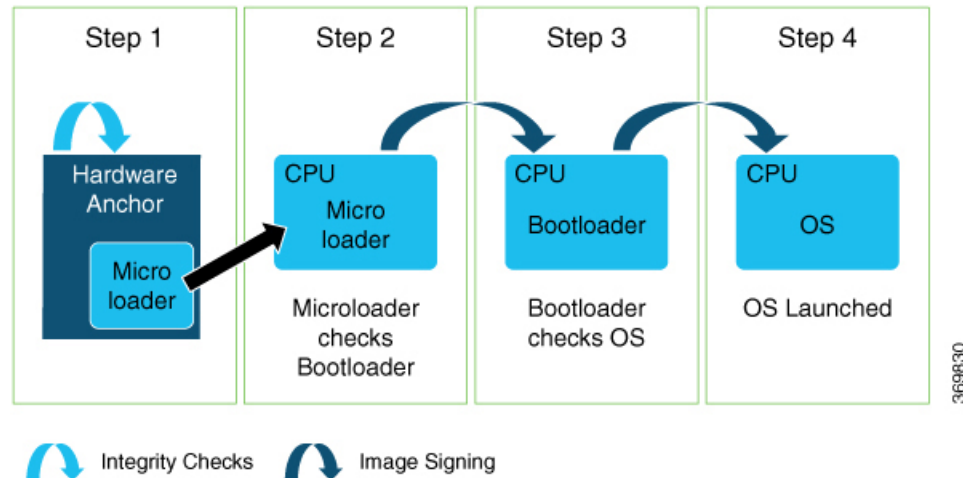 Step 1
Step 2
Step 3
Step 4
Hardware
Anchor
Micro
loader
CPU
Micro
loader
CPU
Bootloader
CPU
OS
Microloader
checks
Bootloader
Bootloader
checks OS
OS Launched
369830
Integrity Checks
Image Signing